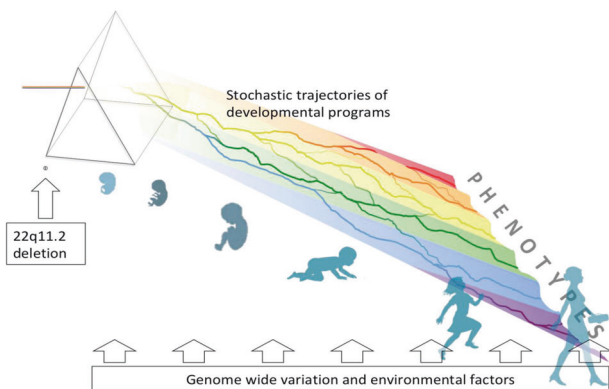 Stochastic trajectories of
developmental programs
PHENOTYPES
22q11.2
deletion
Genome wide variation and environmental factors